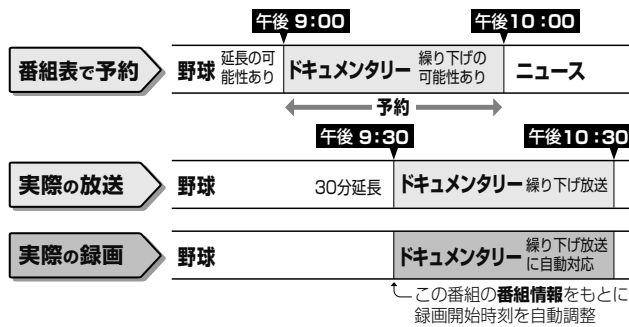 午後 9:00 午後10:00
番組表で予約 野球 延長の可能性あり ドキュメンタリー 繰り下げの可能性あり ニュース
予約
午後 9:30 午後10:30
実際の放送 野球 30分延長 ドキュメンタリー 繰り下げ放送
実際の録画 野球 ドキュメンタリー 繰り下げ放送に自動対応
この番組の番組情報をもとに
録画開始時刻を自動調整